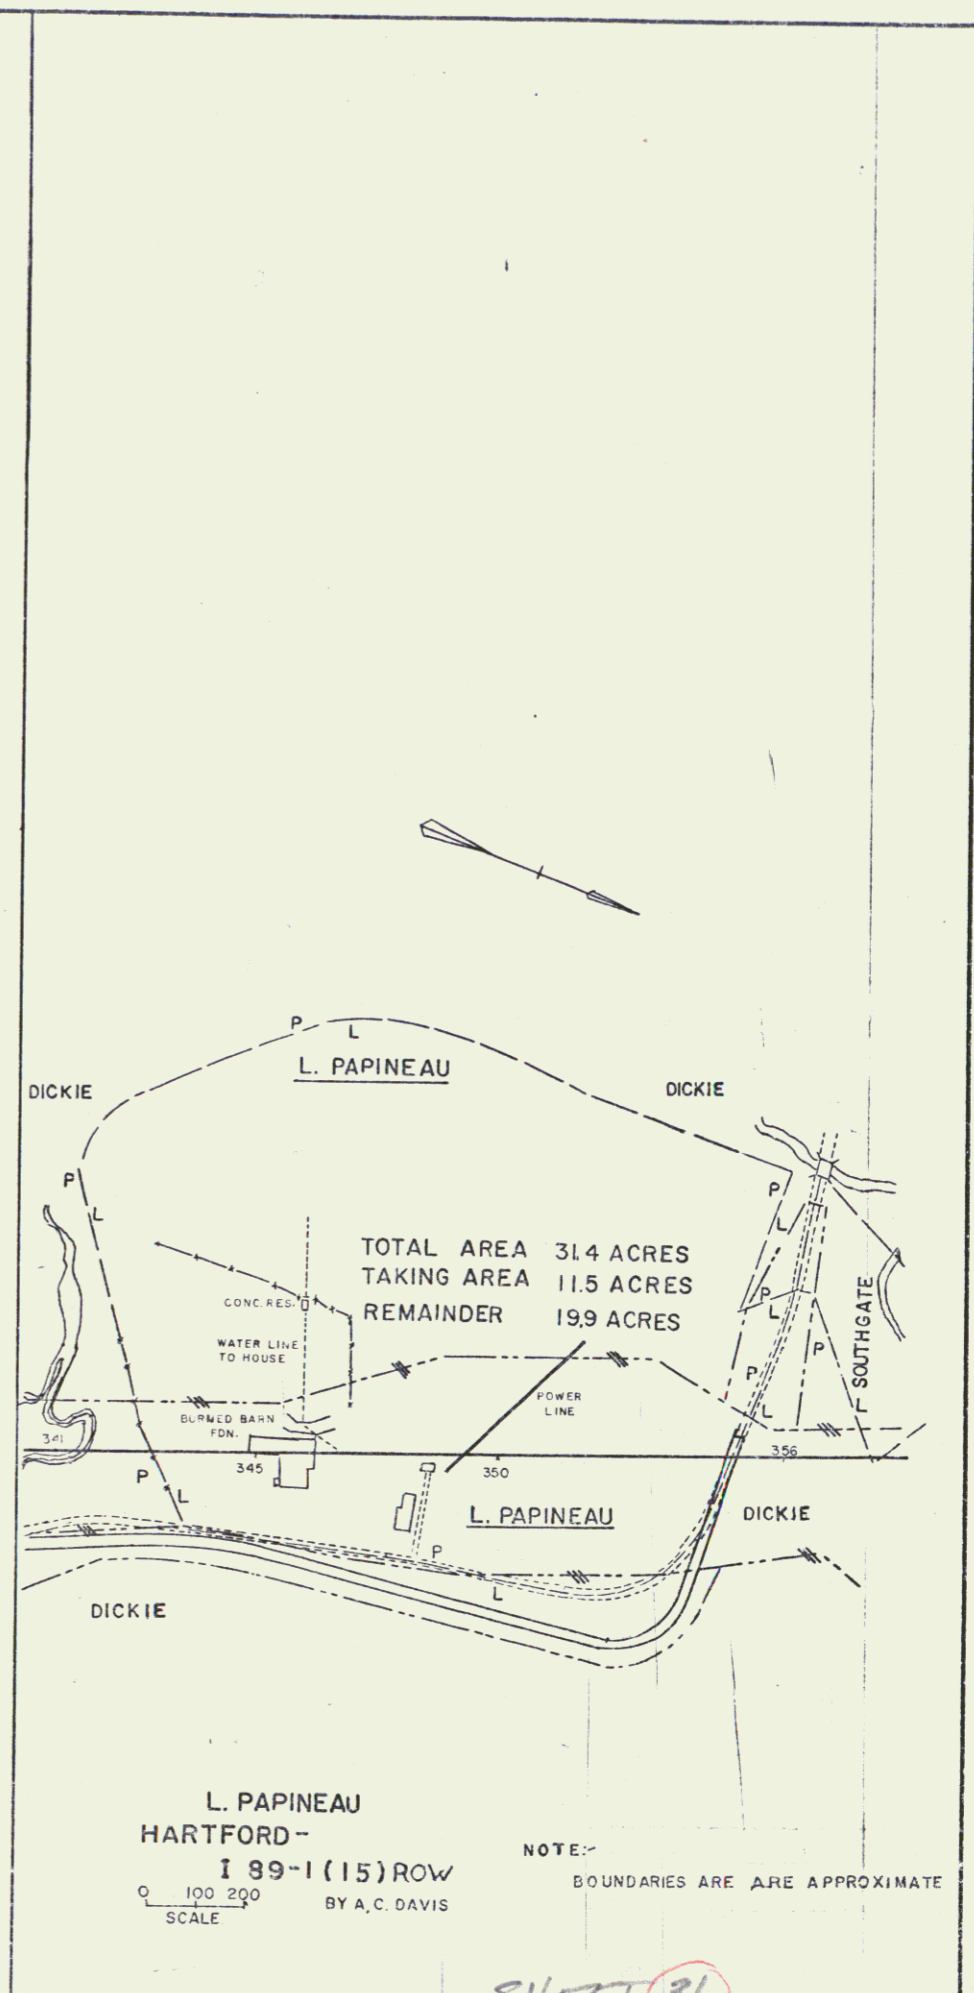 P
L
L. PAPINEAU
DICKIE
DICKIE
P
L
P
L
TOTAL AREA 31.4 ACRES
TAKING AREA 11.5 ACRES
REMAINDER 19.9 ACRES
CONC. RES.
WATER LINE
TO HOUSE
P
L
P
SOUTHGATE
L
P
L
POWER
LINE
BURNED BARN
FDN.
341
345
350
356
P
L
L. PAPINEAU
DICKIE
P
L
DICKIE
L. PAPINEAU
HARTFORD-
I 89-1(15) ROW
0 100 200
SCALE
BY A.C. DAVIS
NOTE:-
BOUNDARIES ARE ARE APPROXIMATE